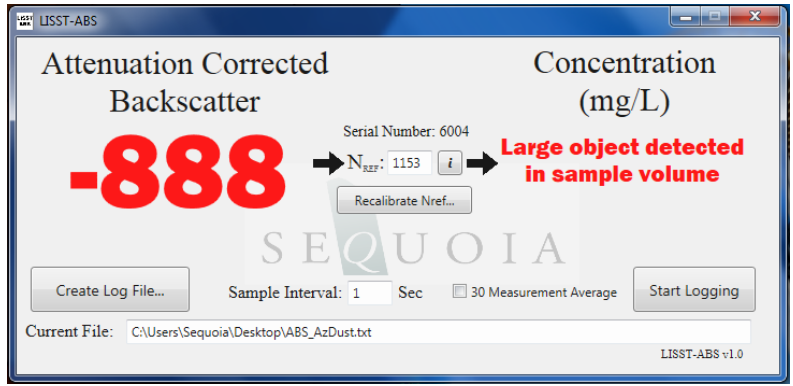 LISST-ABS
Attenuation Corrected
Backscatter
Concentration
(mg/L)
-888
Serial Number: 6004
NREF: 1153 i
Large object detected
in sample volume
Recalibrate Nref...
SEQUOIA
Create Log File...
Sample Interval: 1 Sec
30 Measurement Average
Start Logging
Current File: C:\Users\Sequoia\Desktop\ABS_AzDust.txt
LISST-ABS v1.0